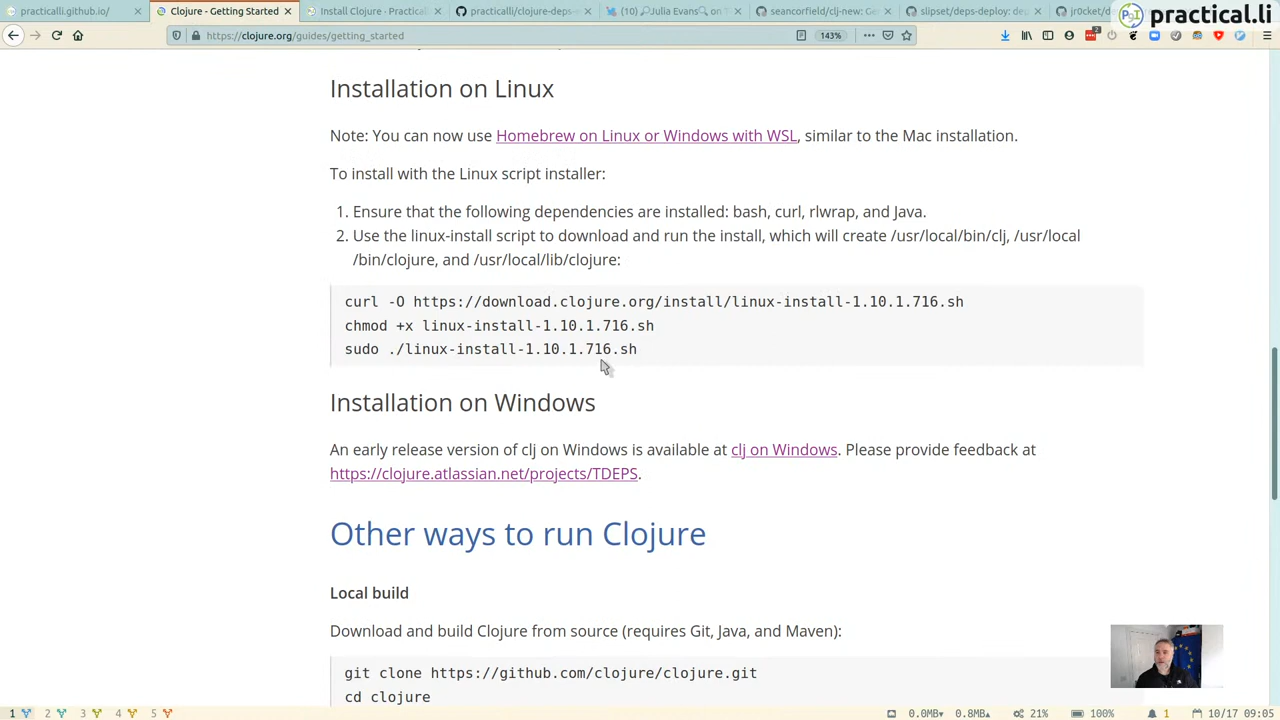 practicalli.github.io/
Clojure - Getting Started
Install Clojure · Practical
practicalli/clojure-deps-
(10) Julia Evans on
seancorfield/clj-new: Ge
slipset/deps-deploy: de
jr0cket/d
practical.li
https://clojure.org/guides/getting_started
143%
Installation on Linux
Note: You can now use Homebrew on Linux or Windows with WSL, similar to the Mac installation.
To install with the Linux script installer:
1. Ensure that the following dependencies are installed: bash, curl, rlwrap, and Java.
2. Use the linux-install script to download and run the install, which will create /usr/local/bin/clj, /usr/local
/bin/clojure, and /usr/local/lib/clojure:
curl -O https://download.clojure.org/install/linux-install-1.10.1.716.sh
chmod +x linux-install-1.10.1.716.sh
sudo ./linux-install-1.10.1.716.sh
Installation on Windows
An early release version of clj on Windows is available at clj on Windows. Please provide feedback at
https://clojure.atlassian.net/projects/TDEPS.
Other ways to run Clojure
Local build
Download and build Clojure from source (requires Git, Java, and Maven):
git clone https://github.com/clojure/clojure.git
cd clojure
1 2 3 4 5 0.0MB 0.8MB 21% 100% 1 10/17 09:05